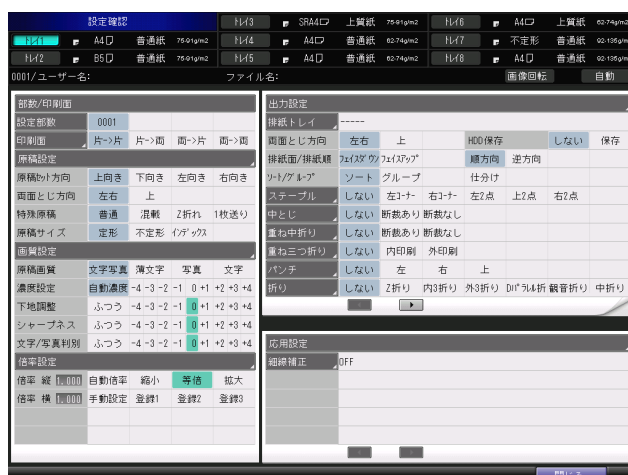 設定確認 トレイ3 SRA4 上質紙 75-91g/m2 トレイ6 A4 上質紙 62-74g/m2
トレイ1 A4 普通紙 75-91g/m2 トレイ4 A4 普通紙 62-74g/m2 トレイ7 不定形 普通紙 92-135g/m
トレイ2 B5 普通紙 75-91g/m2 トレイ5 A4 普通紙 62-74g/m2 トレイ8 A4 普通紙 92-135g/m
0001/ユーザー名: ファイル名: 画像回転 自動
部数/印刷面
設定部数 0001
印刷面 片->片 片->両 両->片 両->両
原稿設定
原稿セット方向 上向き 下向き 左向き 右向き
両面とじ方向 左右 上
特殊原稿 普通 混載 Z折れ 1枚送り
原稿サイズ 定形 不定形 インデックス
画質設定
原稿画質 文字写真 薄文字 写真 文字
濃度設定 自動濃度 -4 -3 -2 -1 0 +1 +2 +3 +4
下地調整 ふつう -4 -3 -2 -1 0 +1 +2 +3 +4
シャープネス ふつう -4 -3 -2 -1 0 +1 +2 +3 +4
文字/写真判別 ふつう -4 -3 -2 -1 0 +1 +2 +3 +4
倍率設定
倍率 縦 1.000 自動倍率 縮小 等倍 拡大
倍率 横 1.000 手動設定 登録1 登録2 登録3
出力設定
排紙トレイ -----
両面とじ方向 左右 上 HDD保存 しない 保存
排紙面/排紙順 フェイスダウン フェイスアップ 順方向 逆方向
ソート/グループ ソート グループ 仕分け
ステープル しない 左コーナー 右コーナー 左2点 上2点 右2点
中とじ しない 断裁あり 断裁なし
重ね中折り しない 断裁あり 断裁なし
重ね三つ折り しない 内印刷 外印刷
パンチ しない 左 右 上
折り しない Z折り 内3折り 外3折り Dパラレル折 観音折り 中折り
応用設定
細線補正 OFF